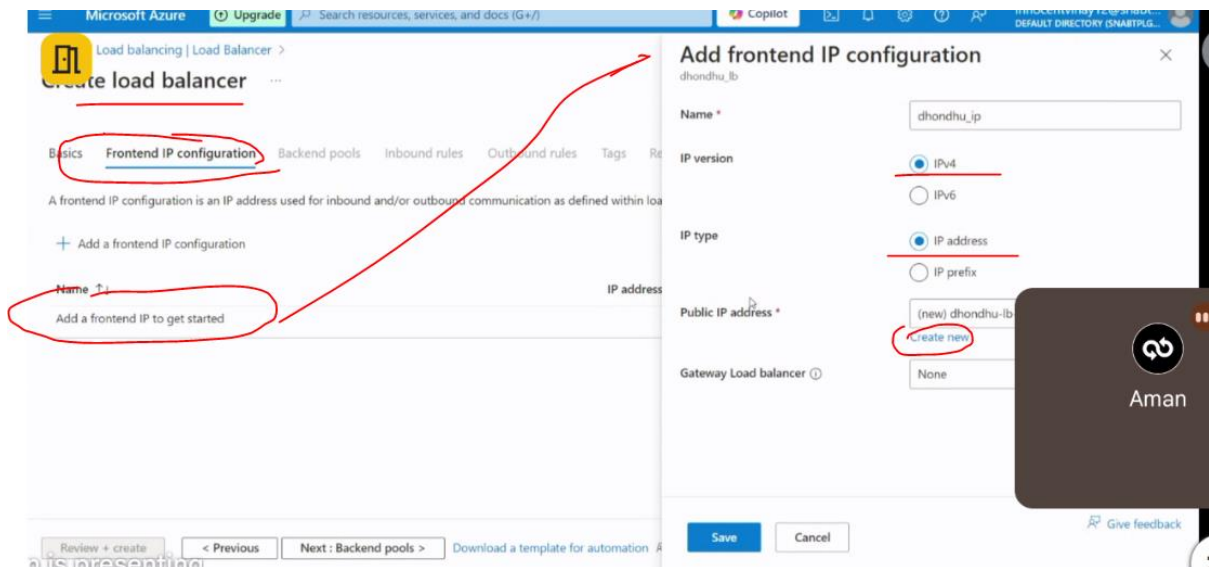 Microsoft Azure
Upgrade
Search resources, services, and docs (G+/)
Copilot
DEFAULT DIRECTORY (SNABTPLG...
Load balancing | Load Balancer >
Create load balancer ...
Basics Frontend IP configuration Backend pools Inbound rules Outbound rules Tags Re
A frontend IP configuration is an IP address used for inbound and/or outbound communication as defined within loa
+ Add a frontend IP configuration
Name ↑↓ IP address
Add a frontend IP to get started
Review + create
< Previous
Next : Backend pools >
Download a template for automation
is presenting
Add frontend IP configuration
dhondhu_lb
Name *
dhondhu_ip
IP version
IPv4
IPv6
IP type
IP address
IP prefix
Public IP address *
(new) dhondhu-lb
Create new
Gateway Load balancer
None
Save
Cancel
Give feedback
Aman